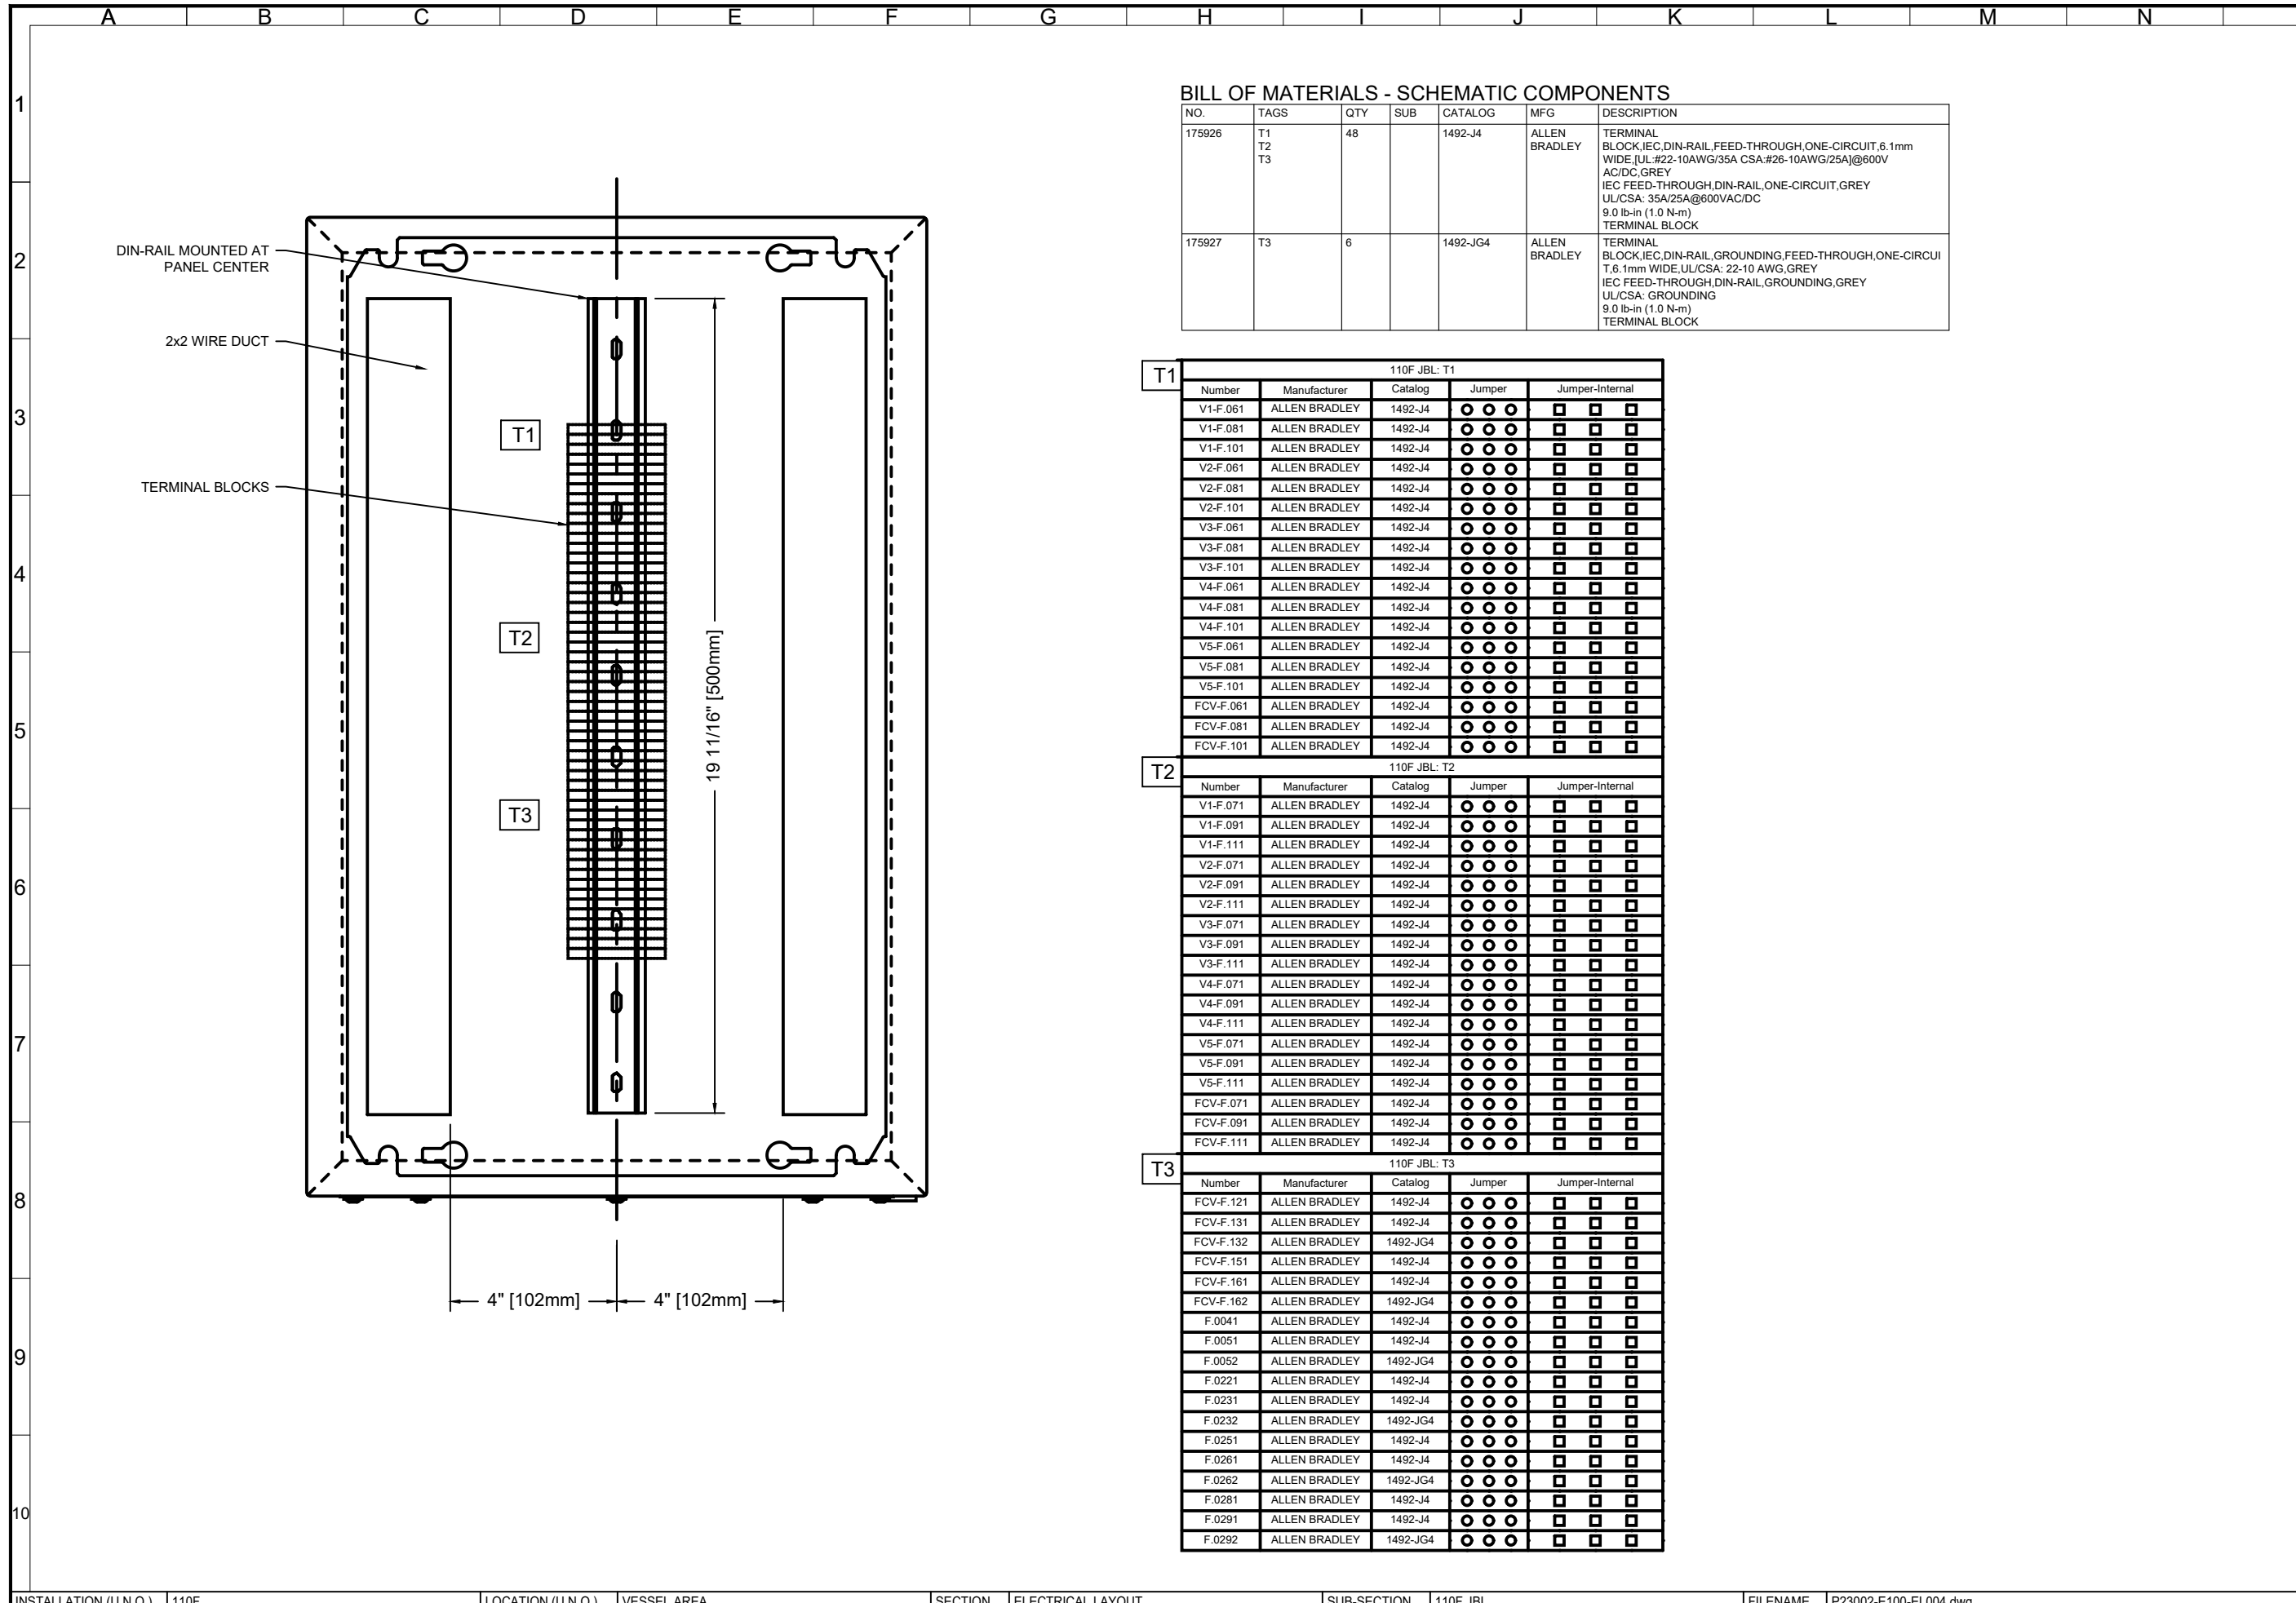 A B C D E F G H I J K L M N
1
2
3
4
5
6
7
8
9
10
DIN-RAIL MOUNTED AT
PANEL CENTER
2x2 WIRE DUCT
TERMINAL BLOCKS
T1
T2
T3
19 11/16" [500mm]
4" [102mm]
4" [102mm]
BILL OF MATERIALS - SCHEMATIC COMPONENTS
NO. TAGS QTY SUB CATALOG MFG DESCRIPTION
175926 T1 48 1492-J4 ALLEN TERMINAL
T2 BRADLEY BLOCK,IEC,DIN-RAIL,FEED-THROUGH,ONE-CIRCUIT,6.1mm
T3 WIDE,[UL:#22-10AWG/35A CSA:#26-10AWG/25A]@600V
AC/DC,GREY
IEC FEED-THROUGH,DIN-RAIL,ONE-CIRCUIT,GREY
UL/CSA: 35A/25A@600VAC/DC
9.0 lb-in (1.0 N-m)
TERMINAL BLOCK
175927 T3 6 1492-JG4 ALLEN TERMINAL
BRADLEY BLOCK,IEC,DIN-RAIL,GROUNDING,FEED-THROUGH,ONE-CIRCUI
T,6.1mm WIDE,UL/CSA: 22-10 AWG,GREY
IEC FEED-THROUGH,DIN-RAIL,GROUNDING,GREY
UL/CSA: GROUNDING
9.0 lb-in (1.0 N-m)
TERMINAL BLOCK
T1 110F JBL: T1
Number Manufacturer Catalog Jumper Jumper-Internal
V1-F.061 ALLEN BRADLEY 1492-J4
V1-F.081 ALLEN BRADLEY 1492-J4
V1-F.101 ALLEN BRADLEY 1492-J4
V2-F.061 ALLEN BRADLEY 1492-J4
V2-F.081 ALLEN BRADLEY 1492-J4
V2-F.101 ALLEN BRADLEY 1492-J4
V3-F.061 ALLEN BRADLEY 1492-J4
V3-F.081 ALLEN BRADLEY 1492-J4
V3-F.101 ALLEN BRADLEY 1492-J4
V4-F.061 ALLEN BRADLEY 1492-J4
V4-F.081 ALLEN BRADLEY 1492-J4
V4-F.101 ALLEN BRADLEY 1492-J4
V5-F.061 ALLEN BRADLEY 1492-J4
V5-F.081 ALLEN BRADLEY 1492-J4
V5-F.101 ALLEN BRADLEY 1492-J4
FCV-F.061 ALLEN BRADLEY 1492-J4
FCV-F.081 ALLEN BRADLEY 1492-J4
FCV-F.101 ALLEN BRADLEY 1492-J4
T2 110F JBL: T2
Number Manufacturer Catalog Jumper Jumper-Internal
V1-F.071 ALLEN BRADLEY 1492-J4
V1-F.091 ALLEN BRADLEY 1492-J4
V1-F.111 ALLEN BRADLEY 1492-J4
V2-F.071 ALLEN BRADLEY 1492-J4
V2-F.091 ALLEN BRADLEY 1492-J4
V2-F.111 ALLEN BRADLEY 1492-J4
V3-F.071 ALLEN BRADLEY 1492-J4
V3-F.091 ALLEN BRADLEY 1492-J4
V3-F.111 ALLEN BRADLEY 1492-J4
V4-F.071 ALLEN BRADLEY 1492-J4
V4-F.091 ALLEN BRADLEY 1492-J4
V4-F.111 ALLEN BRADLEY 1492-J4
V5-F.071 ALLEN BRADLEY 1492-J4
V5-F.091 ALLEN BRADLEY 1492-J4
V5-F.111 ALLEN BRADLEY 1492-J4
FCV-F.071 ALLEN BRADLEY 1492-J4
FCV-F.091 ALLEN BRADLEY 1492-J4
FCV-F.111 ALLEN BRADLEY 1492-J4
T3 110F JBL: T3
Number Manufacturer Catalog Jumper Jumper-Internal
FCV-F.121 ALLEN BRADLEY 1492-J4
FCV-F.131 ALLEN BRADLEY 1492-J4
FCV-F.132 ALLEN BRADLEY 1492-JG4
FCV-F.151 ALLEN BRADLEY 1492-J4
FCV-F.161 ALLEN BRADLEY 1492-J4
FCV-F.162 ALLEN BRADLEY 1492-JG4
F.0041 ALLEN BRADLEY 1492-J4
F.0051 ALLEN BRADLEY 1492-J4
F.0052 ALLEN BRADLEY 1492-JG4
F.0221 ALLEN BRADLEY 1492-J4
F.0231 ALLEN BRADLEY 1492-J4
F.0232 ALLEN BRADLEY 1492-JG4
F.0251 ALLEN BRADLEY 1492-J4
F.0261 ALLEN BRADLEY 1492-J4
F.0262 ALLEN BRADLEY 1492-JG4
F.0281 ALLEN BRADLEY 1492-J4
F.0291 ALLEN BRADLEY 1492-J4
F.0292 ALLEN BRADLEY 1492-JG4
INSTALLATION (U.N.O.) 110F LOCATION (U.N.O.) VESSEL AREA SECTION ELECTRICAL LAYOUT SUB-SECTION 110F JBL FILENAME P23002-E100-EL004.dwg